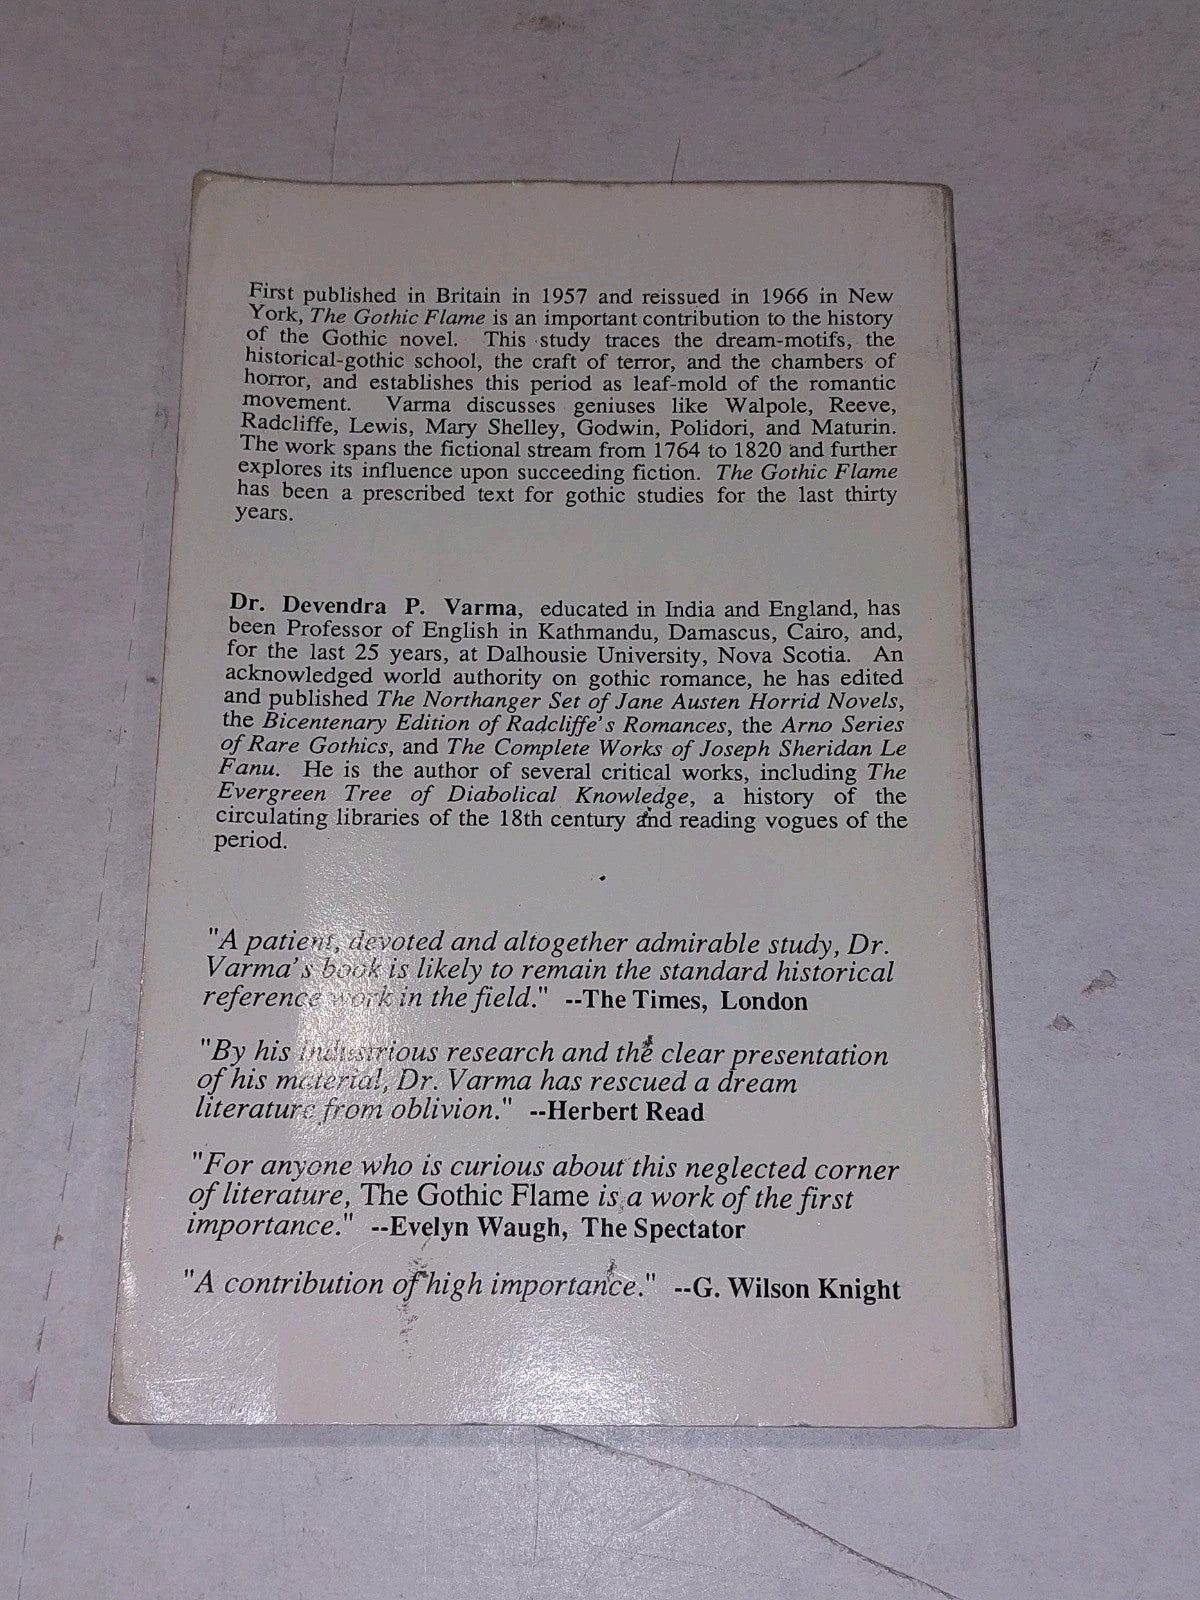 First published in Britain in 1957 and reissued in 1966 in New
York, The Gothic Flame is an important contribution to the history
of the Gothic novel. This study traces the dream-motifs, the
historical-gothic school, the craft of terror, and the chambers of
horror, and establishes this period as leaf-mold of the romantic
movement. Varma discusses geniuses like Walpole, Reeve,
Radcliffe, Lewis, Mary Shelley, Godwin, Polidori, and Maturin.
The work spans the fictional stream from 1764 to 1820 and further
explores its influence upon succeeding fiction. The Gothic Flame
has been a prescribed text for gothic studies for the last thirty
years.
Dr. Devendra P. Varma, educated in India and England, has
been Professor of English in Kathmandu, Damascus, Cairo, and,
for the last 25 years, at Dalhousie University, Nova Scotia. An
acknowledged world authority on gothic romance, he has edited
and published The Northanger Set of Jane Austen Horrid Novels,
the Bicentenary Edition of Radcliffe's Romances, the Arno Series
of Rare Gothics, and The Complete Works of Joseph Sheridan Le
Fanu. He is the author of several critical works, including The
Evergreen Tree of Diabolical Knowledge, a history of the
circulating libraries of the 18th century and reading vogues of the
period.
"A patient, devoted and altogether admirable study, Dr.
Varma's book is likely to remain the standard historical
reference work in the field." --The Times, London
"By his industrious research and the clear presentation
of his material, Dr. Varma has rescued a dream
literature from oblivion." --Herbert Read
"For anyone who is curious about this neglected corner
of literature, The Gothic Flame is a work of the first
importance." --Evelyn Waugh, The Spectator
"A contribution of high importance." --G. Wilson Knight